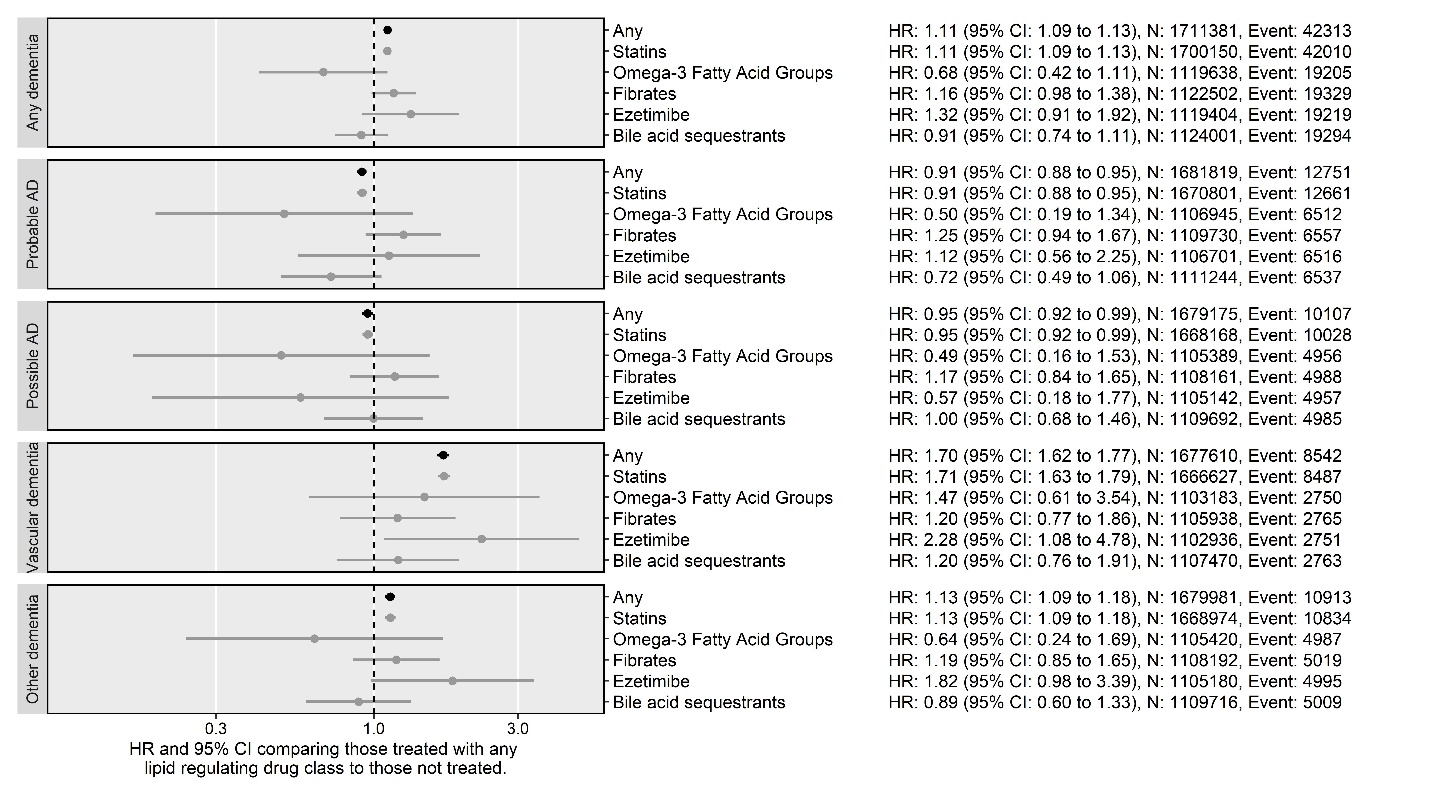 Any dementia
Any HR: 1.11 (95% CI: 1.09 to 1.13), N: 1711381, Event: 42313
Statins HR: 1.11 (95% CI: 1.09 to 1.13), N: 1700150, Event: 42010
Omega-3 Fatty Acid Groups HR: 0.68 (95% CI: 0.42 to 1.11), N: 1119638, Event: 19205
Fibrates HR: 1.16 (95% CI: 0.98 to 1.38), N: 1122502, Event: 19329
Ezetimibe HR: 1.32 (95% CI: 0.91 to 1.92), N: 1119404, Event: 19219
Bile acid sequestrants HR: 0.91 (95% CI: 0.74 to 1.11), N: 1124001, Event: 19294
Probable AD
Any HR: 0.91 (95% CI: 0.88 to 0.95), N: 1681819, Event: 12751
Statins HR: 0.91 (95% CI: 0.88 to 0.95), N: 1670801, Event: 12661
Omega-3 Fatty Acid Groups HR: 0.50 (95% CI: 0.19 to 1.34), N: 1106945, Event: 6512
Fibrates HR: 1.25 (95% CI: 0.94 to 1.67), N: 1109730, Event: 6557
Ezetimibe HR: 1.12 (95% CI: 0.56 to 2.25), N: 1106701, Event: 6516
Bile acid sequestrants HR: 0.72 (95% CI: 0.49 to 1.06), N: 1111244, Event: 6537
Possible AD
Any HR: 0.95 (95% CI: 0.92 to 0.99), N: 1679175, Event: 10107
Statins HR: 0.95 (95% CI: 0.92 to 0.99), N: 1668168, Event: 10028
Omega-3 Fatty Acid Groups HR: 0.49 (95% CI: 0.16 to 1.53), N: 1105389, Event: 4956
Fibrates HR: 1.17 (95% CI: 0.84 to 1.65), N: 1108161, Event: 4988
Ezetimibe HR: 0.57 (95% CI: 0.18 to 1.77), N: 1105142, Event: 4957
Bile acid sequestrants HR: 1.00 (95% CI: 0.68 to 1.46), N: 1109692, Event: 4985
Vascular dementia
Any HR: 1.70 (95% CI: 1.62 to 1.77), N: 1677610, Event: 8542
Statins HR: 1.71 (95% CI: 1.63 to 1.79), N: 1666627, Event: 8487
Omega-3 Fatty Acid Groups HR: 1.47 (95% CI: 0.61 to 3.54), N: 1103183, Event: 2750
Fibrates HR: 1.20 (95% CI: 0.77 to 1.86), N: 1105938, Event: 2765
Ezetimibe HR: 2.28 (95% CI: 1.08 to 4.78), N: 1102936, Event: 2751
Bile acid sequestrants HR: 1.20 (95% CI: 0.76 to 1.91), N: 1107470, Event: 2763
Other dementia
Any HR: 1.13 (95% CI: 1.09 to 1.18), N: 1679981, Event: 10913
Statins HR: 1.13 (95% CI: 1.09 to 1.18), N: 1668974, Event: 10834
Omega-3 Fatty Acid Groups HR: 0.64 (95% CI: 0.24 to 1.69), N: 1105420, Event: 4987
Fibrates HR: 1.19 (95% CI: 0.85 to 1.65), N: 1108192, Event: 5019
Ezetimibe HR: 1.82 (95% CI: 0.98 to 3.39), N: 1105180, Event: 4995
Bile acid sequestrants HR: 0.89 (95% CI: 0.60 to 1.33), N: 1109716, Event: 5009
0.3 1.0 3.0
HR and 95% CI comparing those treated with any
lipid regulating drug class to those not treated.